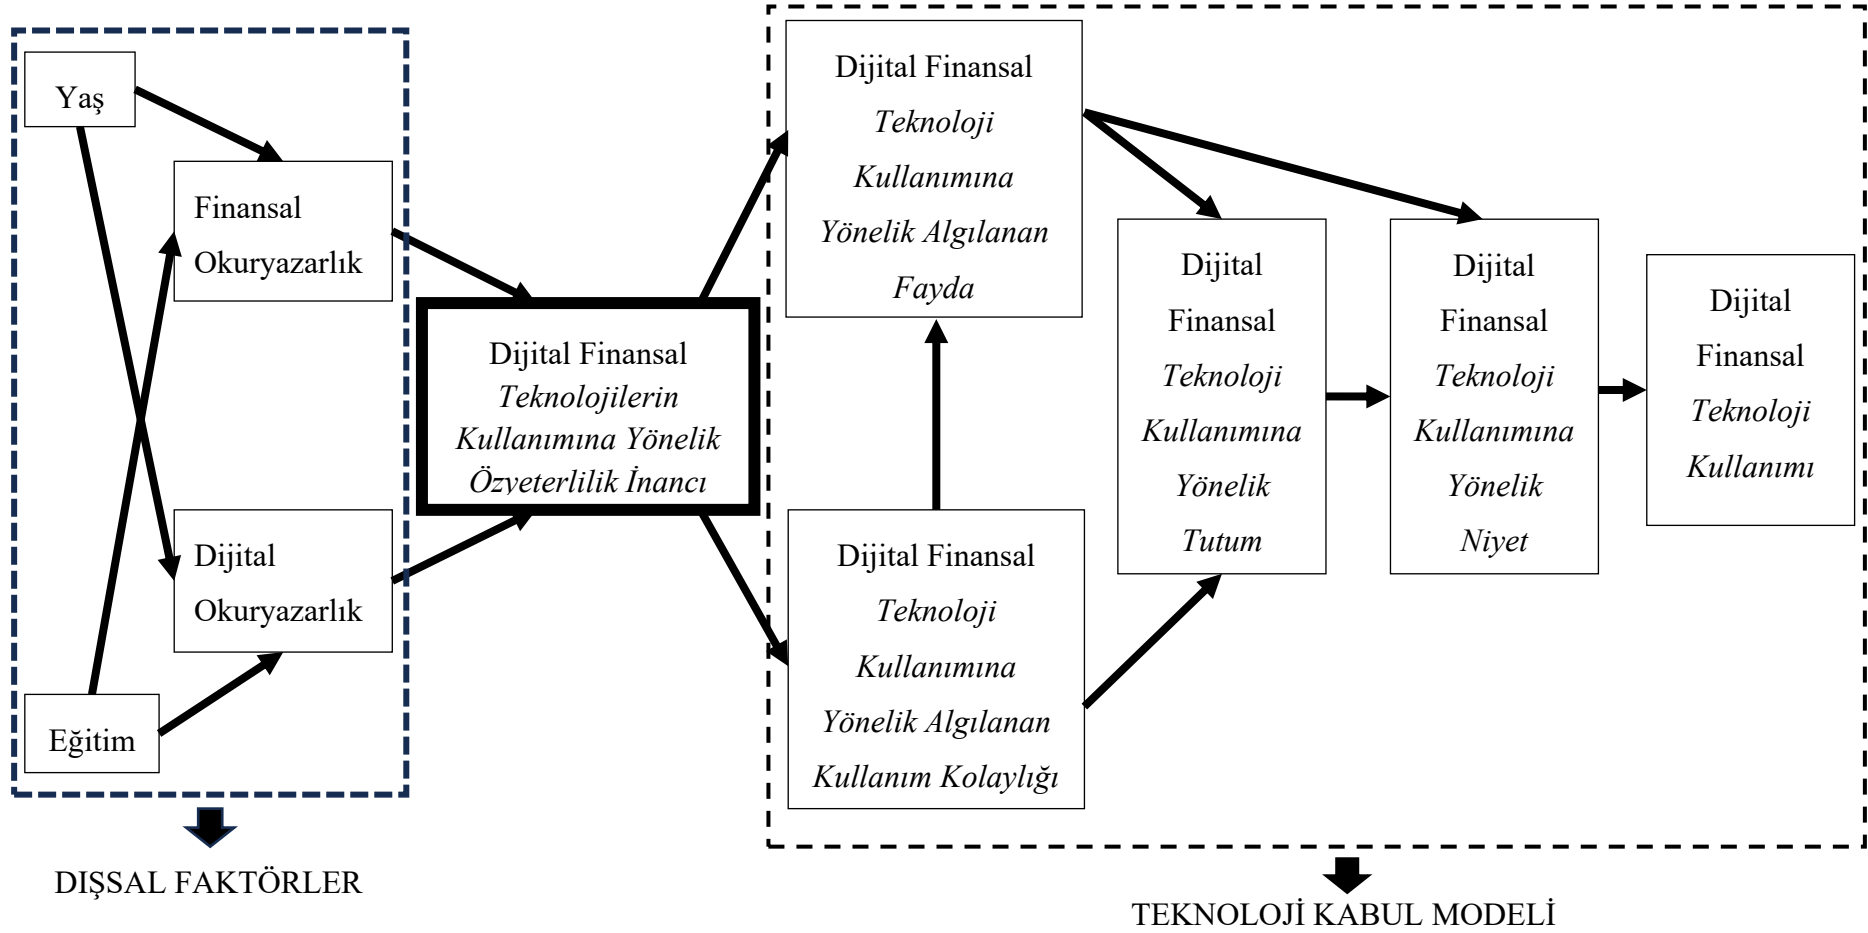 Yaş
Finansal
Okuryazarlık
Dijital
Okuryazarlık
Eğitim
DIŞSAL FAKTÖRLER
Dijital Finansal
Teknolojilerin
Kullanımına Yönelik
Özyeterlilik İnancı
Dijital Finansal
Teknoloji
Kullanımına
Yönelik Algılanan
Fayda
Dijital Finansal
Teknoloji
Kullanımına
Yönelik Algılanan
Kullanım Kolaylığı
Dijital
Finansal
Teknoloji
Kullanımına
Yönelik
Tutum
Dijital
Finansal
Teknoloji
Kullanımına
Yönelik
Niyet
Dijital
Finansal
Teknoloji
Kullanımı
TEKNOLOJİ KABUL MODELİ